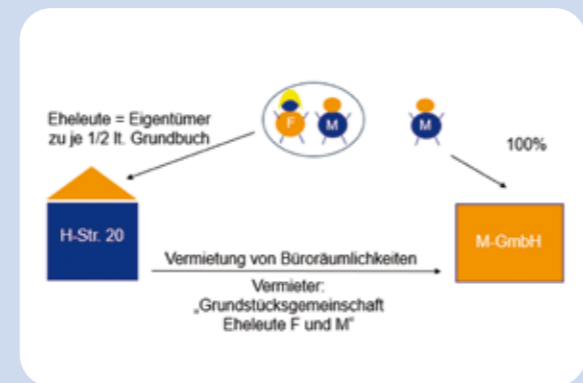 Eheleute = Eigentümer
zu je 1/2 lt. Grundbuch
F
M
M
100%
H-Str. 20
M-GmbH
Vermietung von Büroräumlichkeiten
Vermieter:
„Grundstücksgemeinschaft
Eheleute F und M"